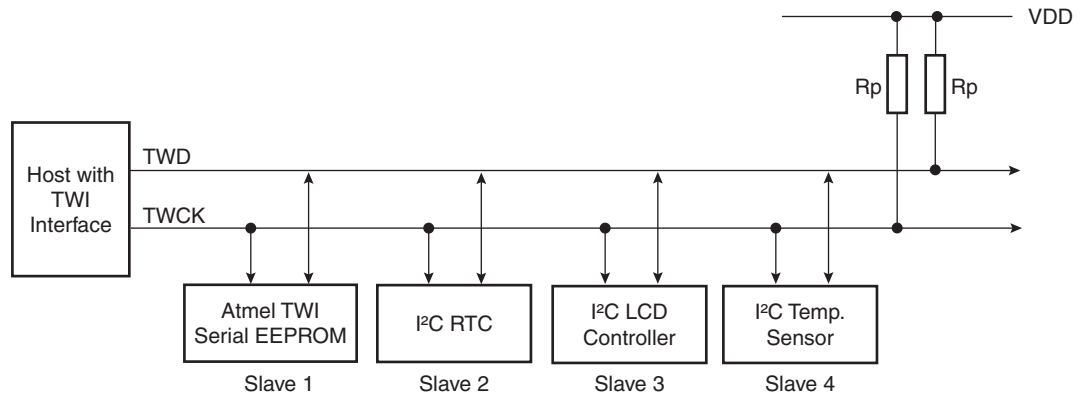 VDD
Rp Rp
Host with
TWI
Interface
TWD
TWCK
Atmel TWI
Serial EEPROM
Slave 1
I²C RTC
Slave 2
I²C LCD
Controller
Slave 3
I²C Temp.
Sensor
Slave 4